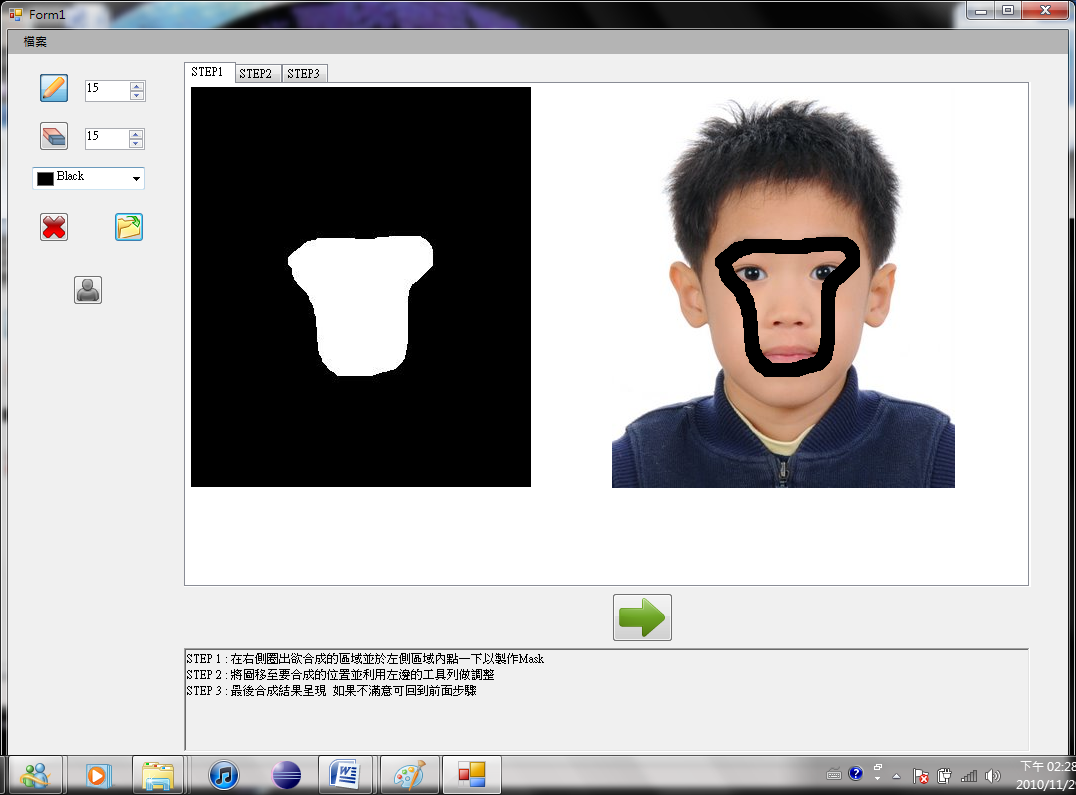 Form1
檔案
STEP1 STEP2 STEP3
15
15
Black
STEP 1 : 在右側圈出欲合成的區域並於左側區域內點一下以製作Mask
STEP 2 : 將圖移至要合成的位置並利用左邊的工具列做調整
STEP 3 : 最後合成結果呈現 如果不滿意可回到前面步驟
下午 02:28
2010/11/2